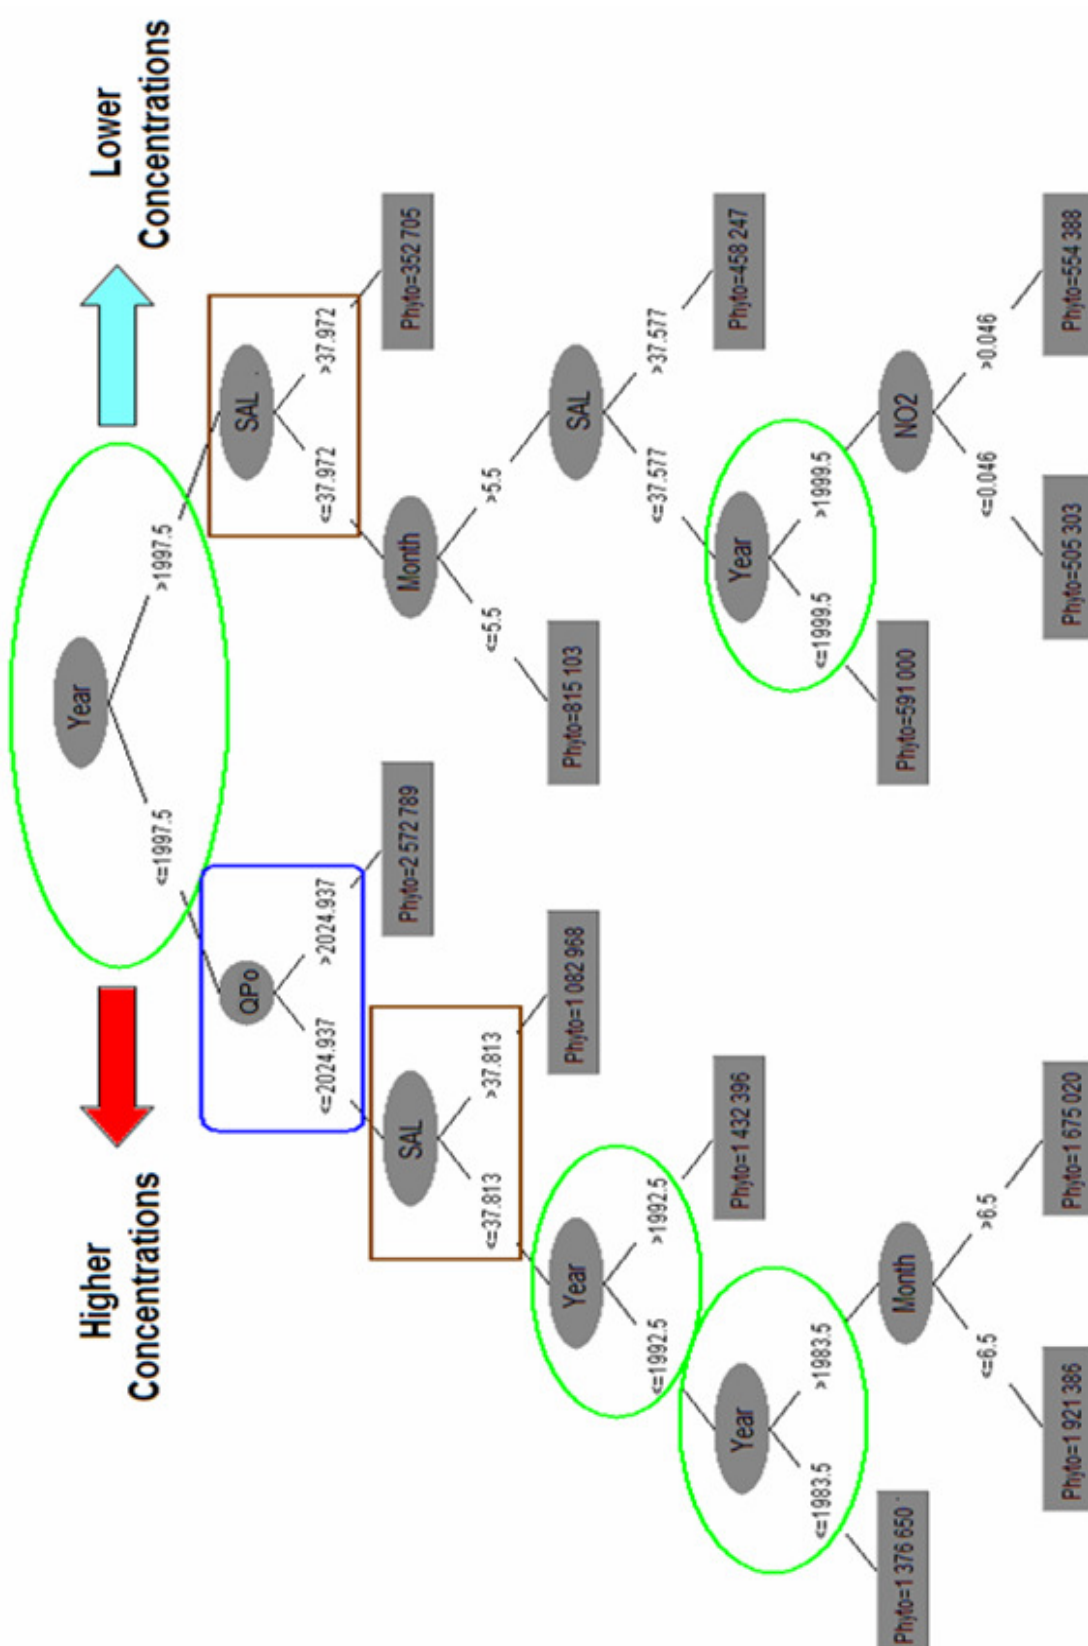 Higher
Concentrations
Lower
Concentrations
Year
<=1997.5
>1997.5
QPo
<=2024.937
>2024.937
SAL
<=37.972
>37.972
SAL
<=37.813
>37.813
Phyto=2 572 789
Month
<=5.5
>5.5
Phyto=352 705
Year
<=1992.5
>1992.5
Phyto=1 082 968
Phyto=815 103
SAL
<=37.577
>37.577
Year
<=1983.5
>1983.5
Phyto=1 432 396
Year
<=1999.5
>1999.5
Phyto=458 247
Phyto=1 376 650
Month
<=6.5
>6.5
Phyto=591 000
NO2
<=0.046
>0.046
Phyto=1 921 386
Phyto=1 675 020
Phyto=505 303
Phyto=554 388